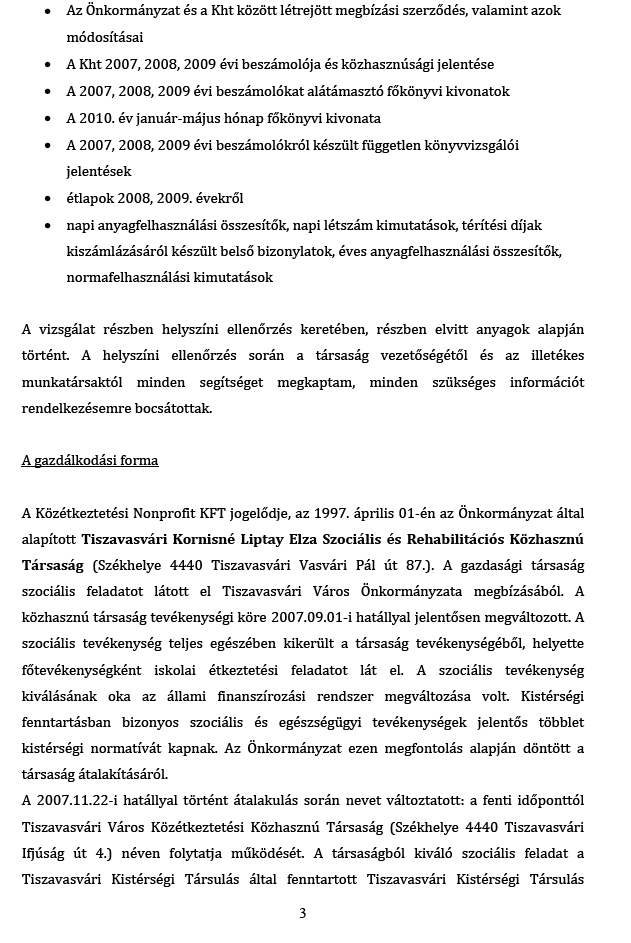 • Az Önkormányzat és a Kht között létrejött megbízási szerződés, valamint azok
módosításai
• A Kht 2007, 2008, 2009 évi beszámolója és közhasznúsági jelentése
• A 2007, 2008, 2009 évi beszámolókat alátámasztó főkönyvi kivonatok
• A 2010. év január-május hónap főkönyvi kivonata
• A 2007, 2008, 2009 évi beszámolókról készült független könyvvizsgálói
jelentések
• étlapok 2008, 2009. évekről
• napi anyagfelhasználási összesítők, napi létszám kimutatások, térítési díjak
kiszámlázásáról készült belső bizonylatok, éves anyagfelhasználási összesítők,
normafelhasználási kimutatások
A vizsgálat részben helyszíni ellenőrzés keretében, részben elvitt anyagok alapján
történt. A helyszíni ellenőrzés során a társaság vezetőségétől és az illetékes
munkatársaktól minden segítséget megkaptam, minden szükséges információt
rendelkezésemre bocsátottak.
A gazdálkodási forma
A Közétkeztetési Nonprofit KFT jogelődje, az 1997. április 01-én az Önkormányzat által
alapított Tiszavasvári Kornisné Liptay Elza Szociális és Rehabilitációs Közhasznú
Társaság (Székhelye 4440 Tiszavasvári Vasvári Pál út 87.). A gazdasági társaság
szociális feladatot látott el Tiszavasvári Város Önkormányzata megbízásából. A
közhasznú társaság tevékenységi köre 2007.09.01-i hatállyal jelentősen megváltozott. A
szociális tevékenység teljes egészében kikerült a társaság tevékenységéből, helyette
főtevékenységként iskolai étkeztetési feladatot lát el. A szociális tevékenység
kiválásának oka az állami finanszírozási rendszer megváltozása volt. Kistérségi
fenntartásban bizonyos szociális és egészségügyi tevékenységek jelentős többlet
kistérségi normatívát kapnak. Az Önkormányzat ezen megfontolás alapján döntött a
társaság átalakításáról.
A 2007.11.22-i hatállyal történt átalakulás során nevet változtatott: a fenti időponttól
Tiszavasvári Város Közétkeztetési Közhasznú Társaság (Székhelye 4440 Tiszavasvári
Ifjúság út 4.) néven folytatja működését. A társaságból kiváló szociális feladat a
Tiszavasvári Kistérségi Társulás által fenntartott Tiszavasvári Kistérségi Társulás
3